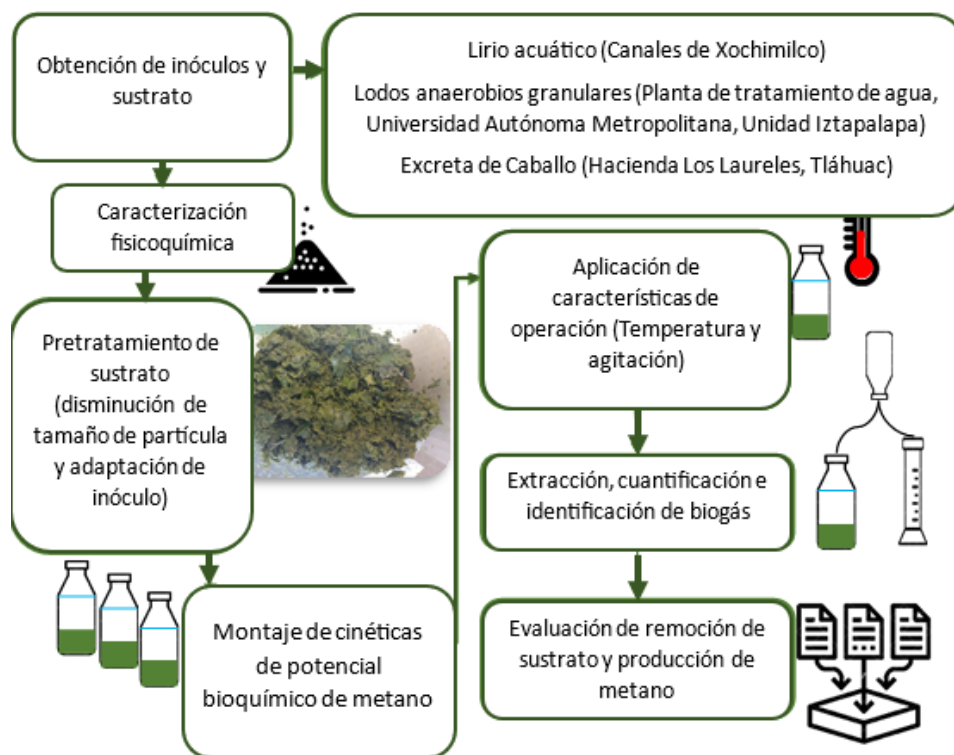 Obtención de inóculos y
sustrato
Lirio acuático (Canales de Xochimilco)
Lodos anaerobios granulares (Planta de tratamiento de agua,
Universidad Autónoma Metropolitana, Unidad Iztapalapa)
Excreta de Caballo (Hacienda Los Laureles, Tláhuac)
Caracterización
fisicoquímica
Pretratamiento de
sustrato
(disminución de
tamaño de partícula
y adaptación de
inóculo)
Montaje de cinéticas
de potencial
bioquímico de metano
Aplicación de
características de
operación (Temperatura y
agitación)
Extracción, cuantificación e
identificación de biogás
Evaluación de remoción de
sustrato y producción de
metano